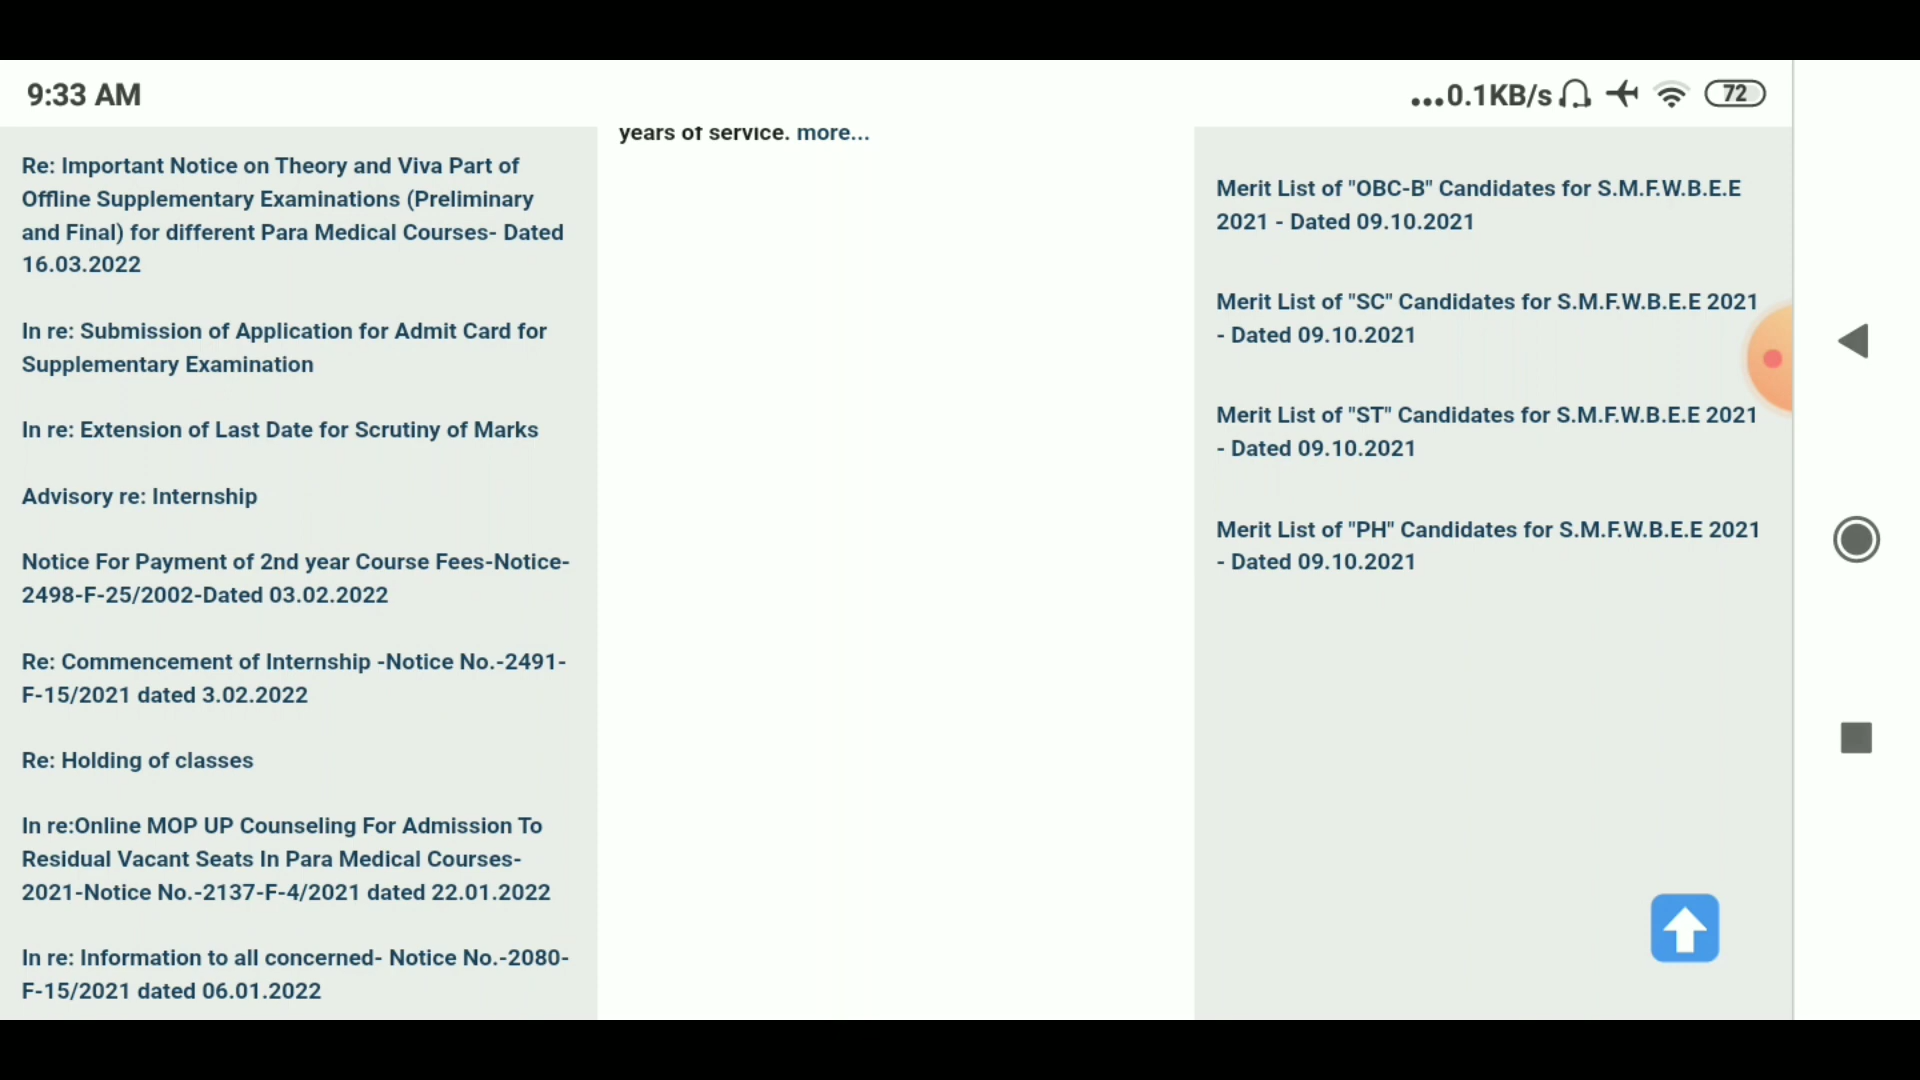 9:33 AM
...0.1KB/s
72
Re: Important Notice on Theory and Viva Part of
Offline Supplementary Examinations (Preliminary
and Final) for different Para Medical Courses- Dated
16.03.2022
In re: Submission of Application for Admit Card for
Supplementary Examination
In re: Extension of Last Date for Scrutiny of Marks
Advisory re: Internship
Notice For Payment of 2nd year Course Fees-Notice-
2498-F-25/2002-Dated 03.02.2022
Re: Commencement of Internship -Notice No.-2491-
F-15/2021 dated 3.02.2022
Re: Holding of classes
In re:Online MOP UP Counseling For Admission To
Residual Vacant Seats In Para Medical Courses-
2021-Notice No.-2137-F-4/2021 dated 22.01.2022
In re: Information to all concerned- Notice No.-2080-
F-15/2021 dated 06.01.2022
years of service. more...
Merit List of "OBC-B" Candidates for S.M.F.W.B.E.E
2021 - Dated 09.10.2021
Merit List of "SC" Candidates for S.M.F.W.B.E.E 2021
- Dated 09.10.2021
Merit List of "ST" Candidates for S.M.F.W.B.E.E 2021
- Dated 09.10.2021
Merit List of "PH" Candidates for S.M.F.W.B.E.E 2021
- Dated 09.10.2021